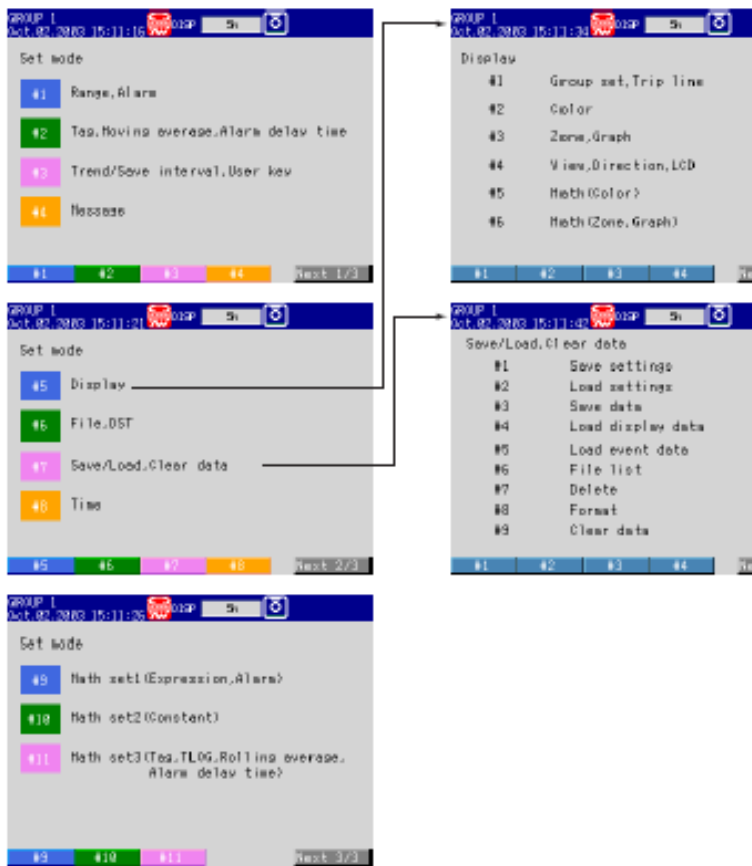 GROUP 1
Oct.02.2003 15:11:16 DISP 5h
Set mode
#1 Range,Alarm
#2 Tag,Moving average,Alarm delay time
#3 Trend/Save interval,User key
#4 Message
#1 #2 #3 #4 Next 1/3
GROUP 1
Oct.02.2003 15:11:34 DISP 5h
Display
#1 Group set,Trip line
#2 Color
#3 Zone,Graph
#4 View,Direction,LCD
#5 Math(Color)
#6 Math(Zone,Graph)
#1 #2 #3 #4
GROUP 1
Oct.02.2003 15:11:21 DISP 5h
Set mode
#5 Display
#6 File,DST
#7 Save/Load,Clear data
#8 Time
#5 #6 #7 #8 Next 2/3
GROUP 1
Oct.02.2003 15:11:42 DISP 5h
Save/Load,Clear data
#1 Save settings
#2 Load settings
#3 Save data
#4 Load display data
#5 Load event data
#6 File list
#7 Delete
#8 Format
#9 Clear data
#1 #2 #3 #4
GROUP 1
Oct.02.2003 15:11:26 DISP 5h
Set mode
#9 Math set1(Expression,Alarm)
#10 Math set2(Constant)
#11 Math set3(Tag,TLOG,Rolling average,
Alarm delay time)
#9 #10 #11 Next 3/3